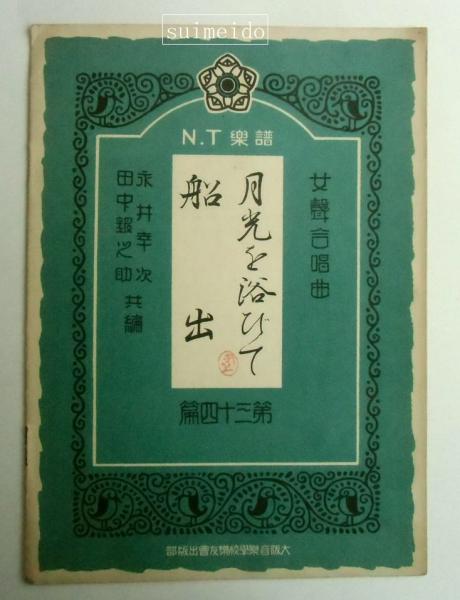 suimeido
N.T 樂譜
女聲合唱曲
月光を浴びて
船出
永井幸次
田中銀之助 共編
篇四十三第
部版出會友樂校學樂音阪大